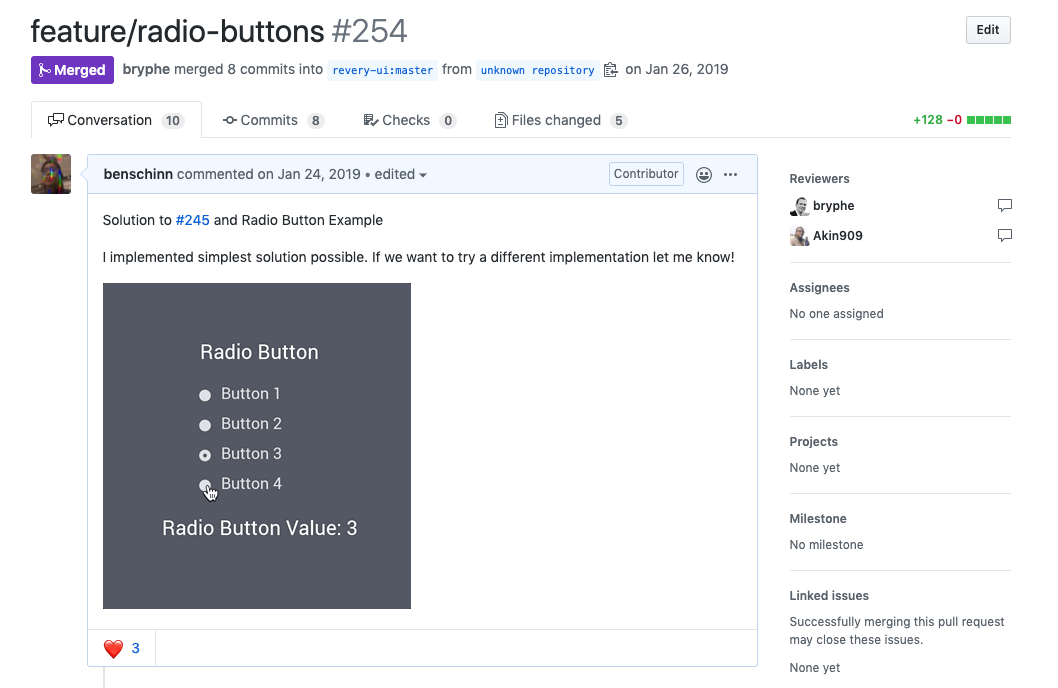 feature/radio-buttons #254
Edit
Merged bryphe merged 8 commits into revery-ui:master from unknown repository on Jan 26, 2019
Conversation 10 Commits 8 Checks 0 Files changed 5 +128 −0
benschinn commented on Jan 24, 2019 • edited Contributor
Solution to #245 and Radio Button Example
I implemented simplest solution possible. If we want to try a different implementation let me know!
Radio Button
Button 1
Button 2
Button 3
Button 4
Radio Button Value: 3
3
Reviewers
bryphe
Akin909
Assignees
No one assigned
Labels
None yet
Projects
None yet
Milestone
No milestone
Linked issues
Successfully merging this pull request
may close these issues.
None yet